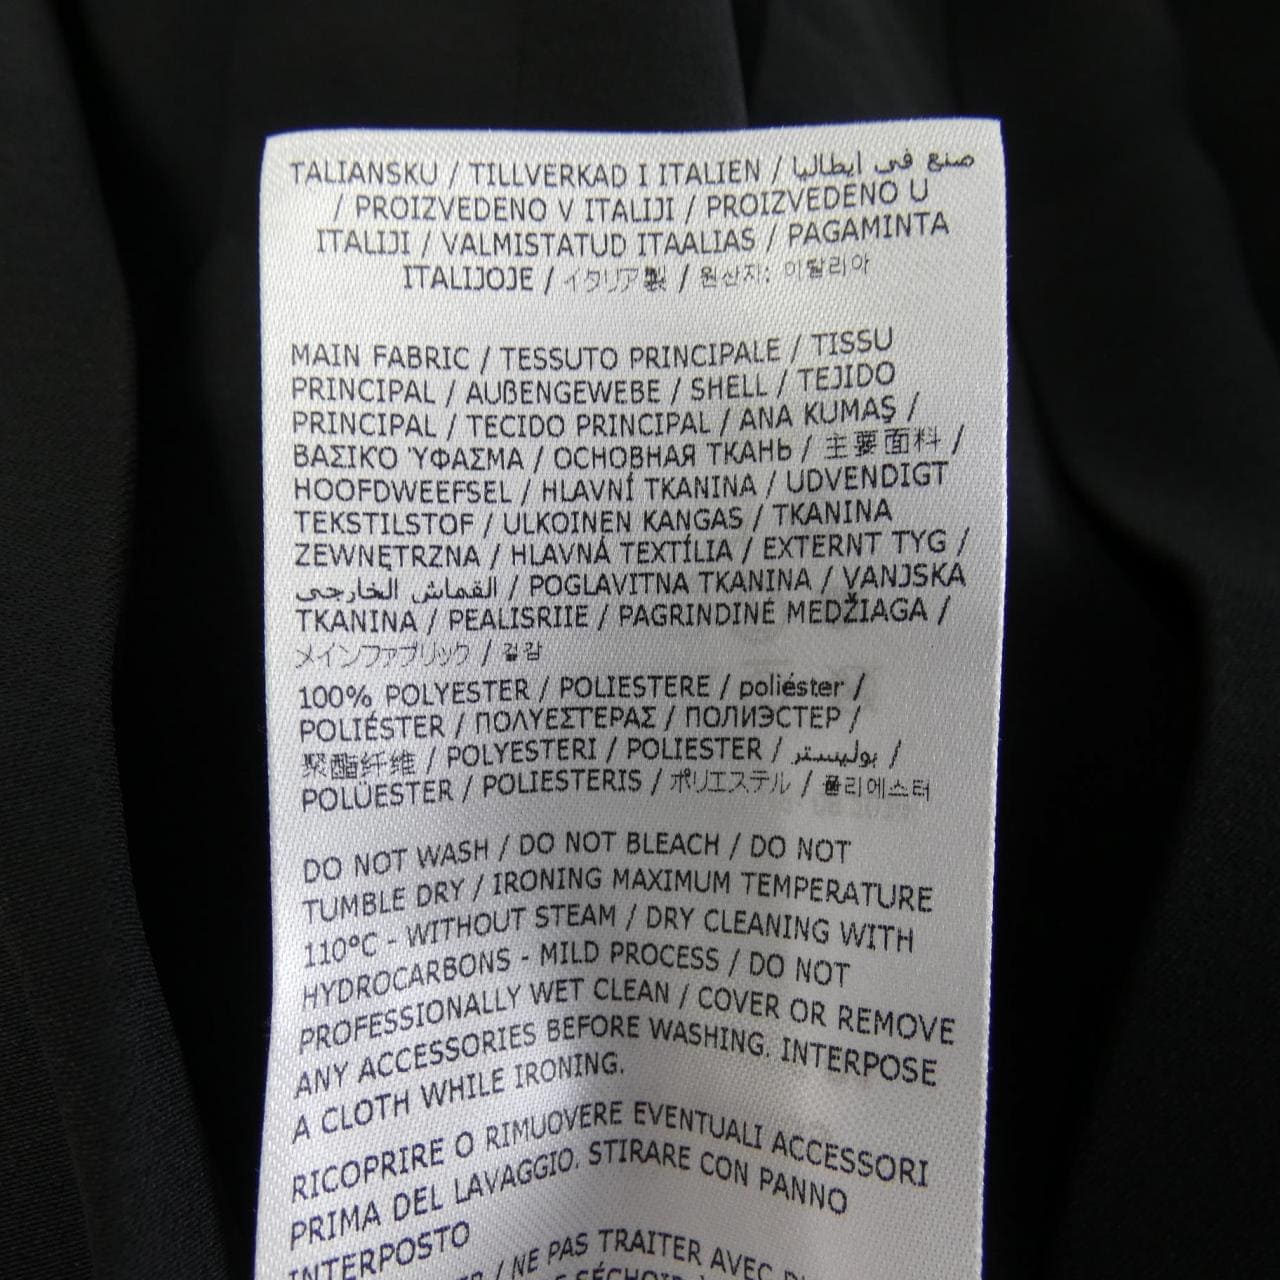 TALIANSKU / TILLVERKAD I ITALIEN / صنع في ايطاليا
/ PROIZVEDENO V ITALIJI / PROIZVEDENO U
ITALIJI / VALMISTATUD ITAALIAS / PAGAMINTA
ITALIJOJE / イタリア製 / 원산지: 이탈리아
MAIN FABRIC / TESSUTO PRINCIPALE / TISSU
PRINCIPAL / AUßENGEWEBE / SHELL / TEJIDO
PRINCIPAL / TECIDO PRINCIPAL / ANA KUMAŞ /
ΒΑΣΙΚΌ ΎΦΑΣΜΑ / ОСНОВНАЯ ТКАНЬ / 主要面料 /
HOOFDWEEFSEL / HLAVNÍ TKANINA / UDVENDIGT
TEKSTILSTOF / ULKOINEN KANGAS / TKANINA
ZEWNĘTRZNA / HLAVNÁ TEXTÍLIA / EXTERNT TYG /
القماش الخارجي / POGLAVITNA TKANINA / VANJSKA
TKANINA / PEALISRIIE / PAGRINDINĖ MEDŽIAGA /
メインファブリック / 겉감
100% POLYESTER / POLIESTERE / poliéster /
POLIÉSTER / ΠΟΛΥΕΣΤΕΡΑΣ / ПОЛИЭСТЕР /
聚酯纤维 / POLYESTERI / POLIESTER / بوليستر /
POLÜESTER / POLIESTERIS / ポリエステル / 폴리에스터
DO NOT WASH / DO NOT BLEACH / DO NOT
TUMBLE DRY / IRONING MAXIMUM TEMPERATURE
110°C - WITHOUT STEAM / DRY CLEANING WITH
HYDROCARBONS - MILD PROCESS / DO NOT
PROFESSIONALLY WET CLEAN / COVER OR REMOVE
ANY ACCESSORIES BEFORE WASHING. INTERPOSE
A CLOTH WHILE IRONING.
RICOPRIRE O RIMUOVERE EVENTUALI ACCESSORI
PRIMA DEL LAVAGGIO. STIRARE CON PANNO
INTERPOSTO
/ NE PAS TRAITER AVEC